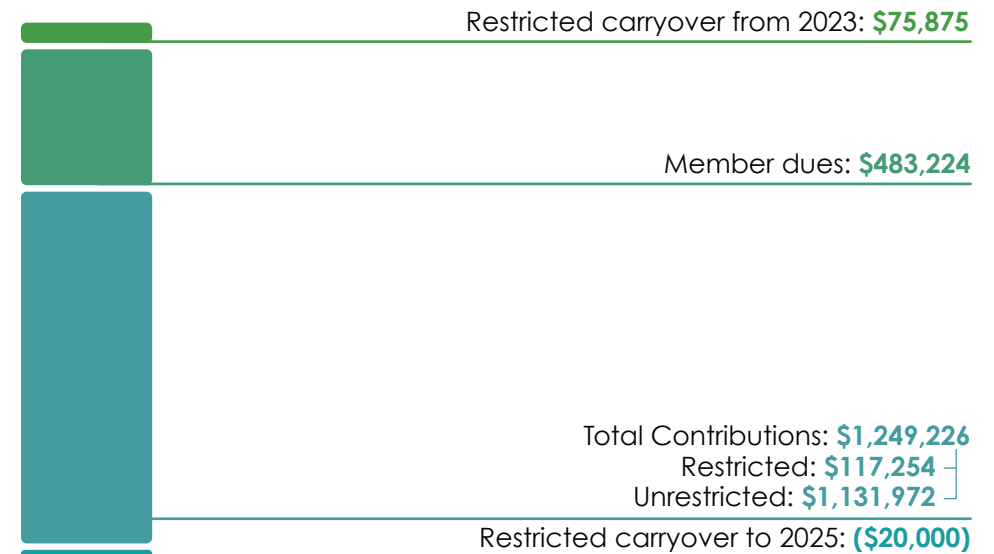 Restricted carryover from 2023: $75,875
Member dues: $483,224
Total Contributions: $1,249,226
Restricted: $117,254
Unrestricted: $1,131,972
Restricted carryover to 2025: ($20,000)